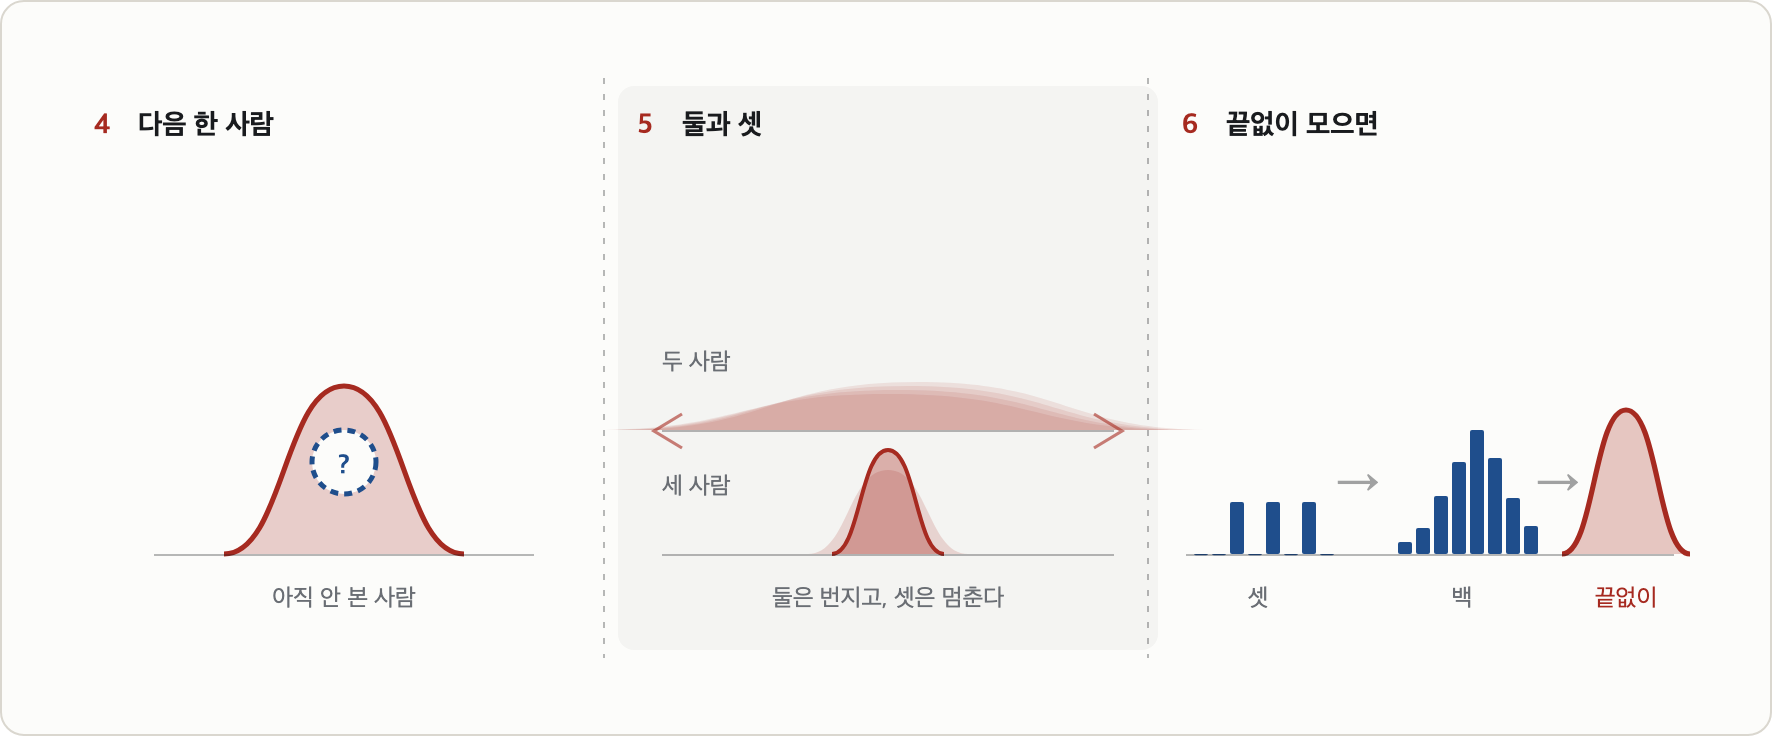 4 다음 한 사람
?
아직 안 본 사람
5 둘과 셋
두 사람
세 사람
둘은 번지고, 셋은 멈춘다
6 끝없이 모으면
셋
백
끝없이